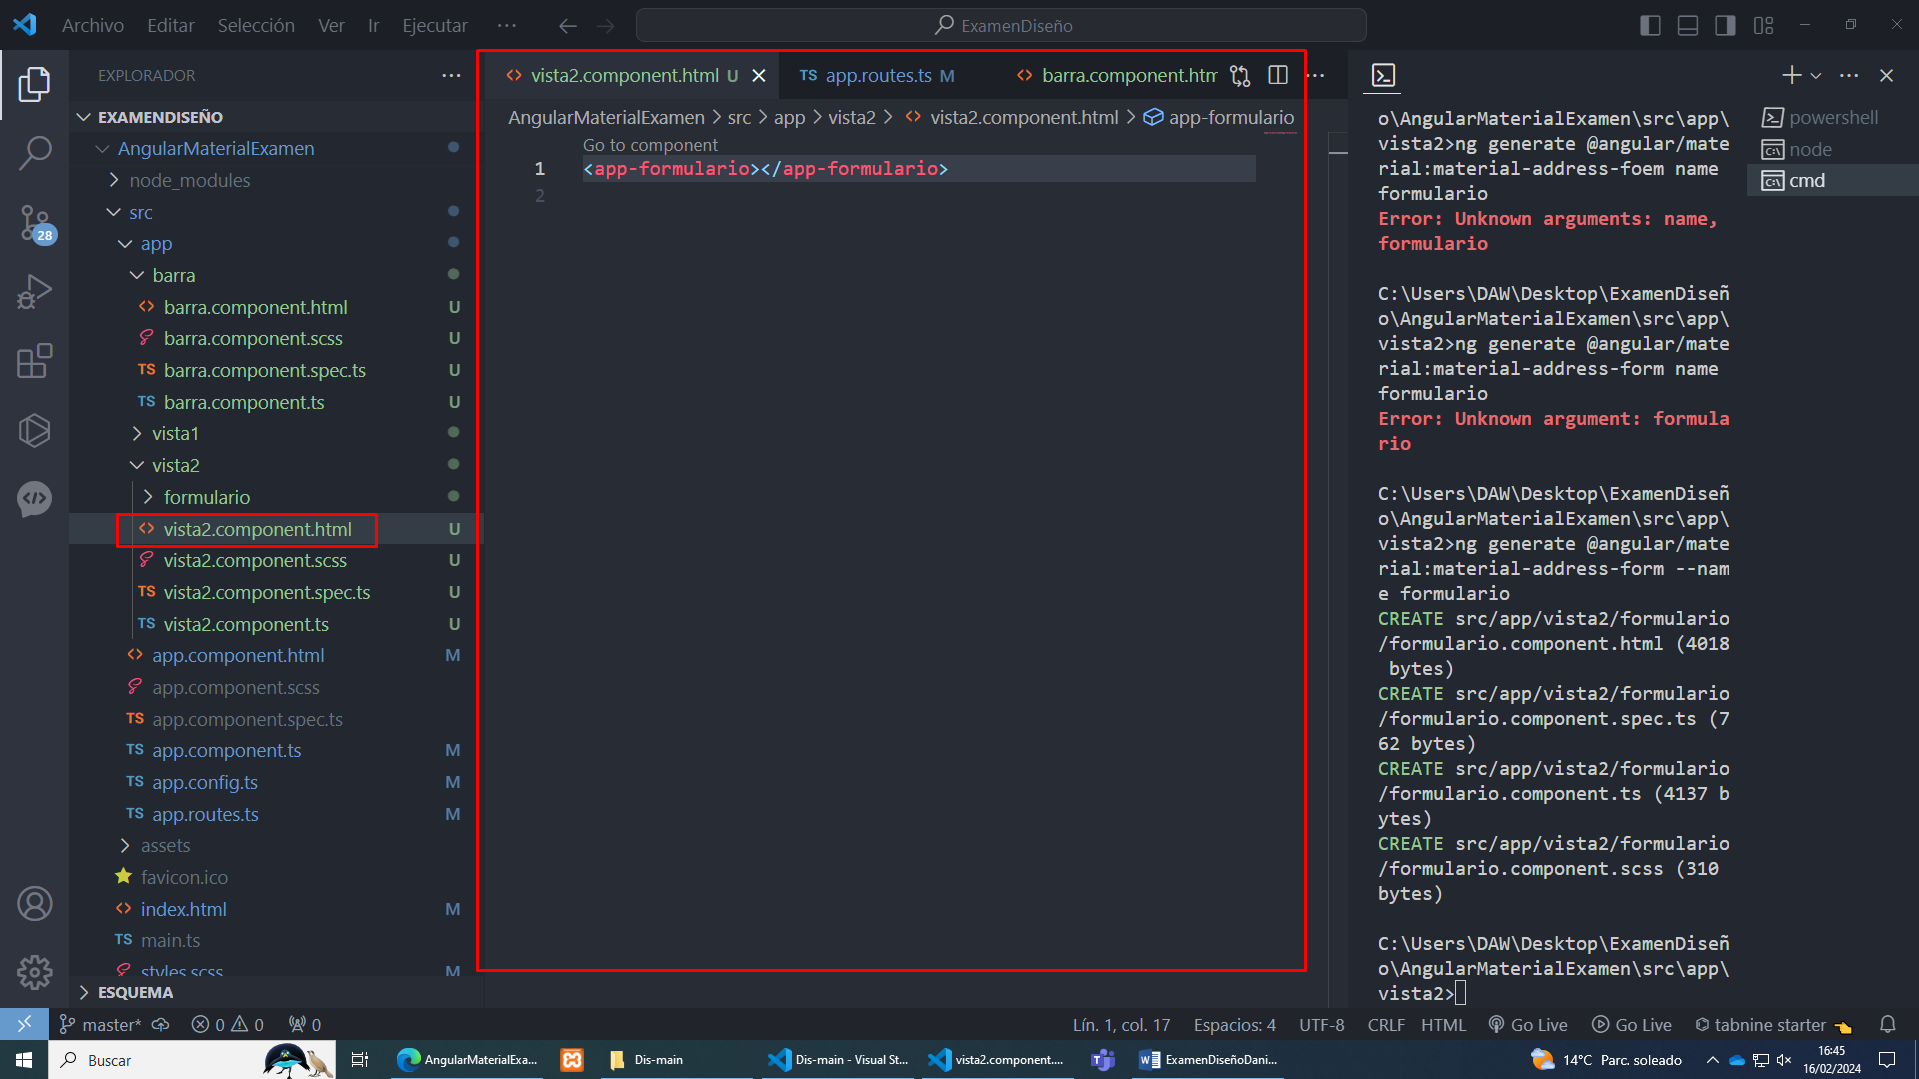 Archivo Editar Selección Ver Ir Ejecutar ··· ExamenDiseño
EXPLORADOR
EXAMENDISEÑO
AngularMaterialExamen
node_modules
src
app
barra
barra.component.html U
barra.component.scss U
barra.component.spec.ts U
TS barra.component.ts U
vista1
vista2
formulario
vista2.component.html U
vista2.component.scss U
TS vista2.component.spec.ts U
TS vista2.component.ts U
app.component.html M
app.component.scss
TS app.component.spec.ts
TS app.component.ts M
TS app.config.ts M
TS app.routes.ts M
assets
favicon.ico
index.html M
TS main.ts
styles.scss M
ESQUEMA
28
vista2.component.html U TS app.routes.ts M barra.component.htm
AngularMaterialExamen > src > app > vista2 > vista2.component.html > app-formulario
Go to component
1 <app-formulario></app-formulario>
2
o\AngularMaterialExamen\src\app\
vista2>ng generate @angular/mate
rial:material-address-foem name
formulario
Error: Unknown arguments: name,
formulario
C:\Users\DAW\Desktop\ExamenDiseñ
o\AngularMaterialExamen\src\app\
vista2>ng generate @angular/mate
rial:material-address-form name
formulario
Error: Unknown argument: formula
rio
C:\Users\DAW\Desktop\ExamenDiseñ
o\AngularMaterialExamen\src\app\
vista2>ng generate @angular/mate
rial:material-address-form --nam
e formulario
CREATE src/app/vista2/formulario
/formulario.component.html (4018
bytes)
CREATE src/app/vista2/formulario
/formulario.component.spec.ts (7
62 bytes)
CREATE src/app/vista2/formulario
/formulario.component.ts (4137 b
ytes)
CREATE src/app/vista2/formulario
/formulario.component.scss (310
bytes)
C:\Users\DAW\Desktop\ExamenDiseñ
o\AngularMaterialExamen\src\app\
vista2>
powershell
node
cmd
master* 0 0 0 Lín. 1, col. 17 Espacios: 4 UTF-8 CRLF HTML Go Live Go Live tabnine starter
Buscar AngularMaterialExa... Dis-main Dis-main - Visual St... vista2.component.... ExamenDiseñoDani... 14°C Parc. soleado 16:45
16/02/2024